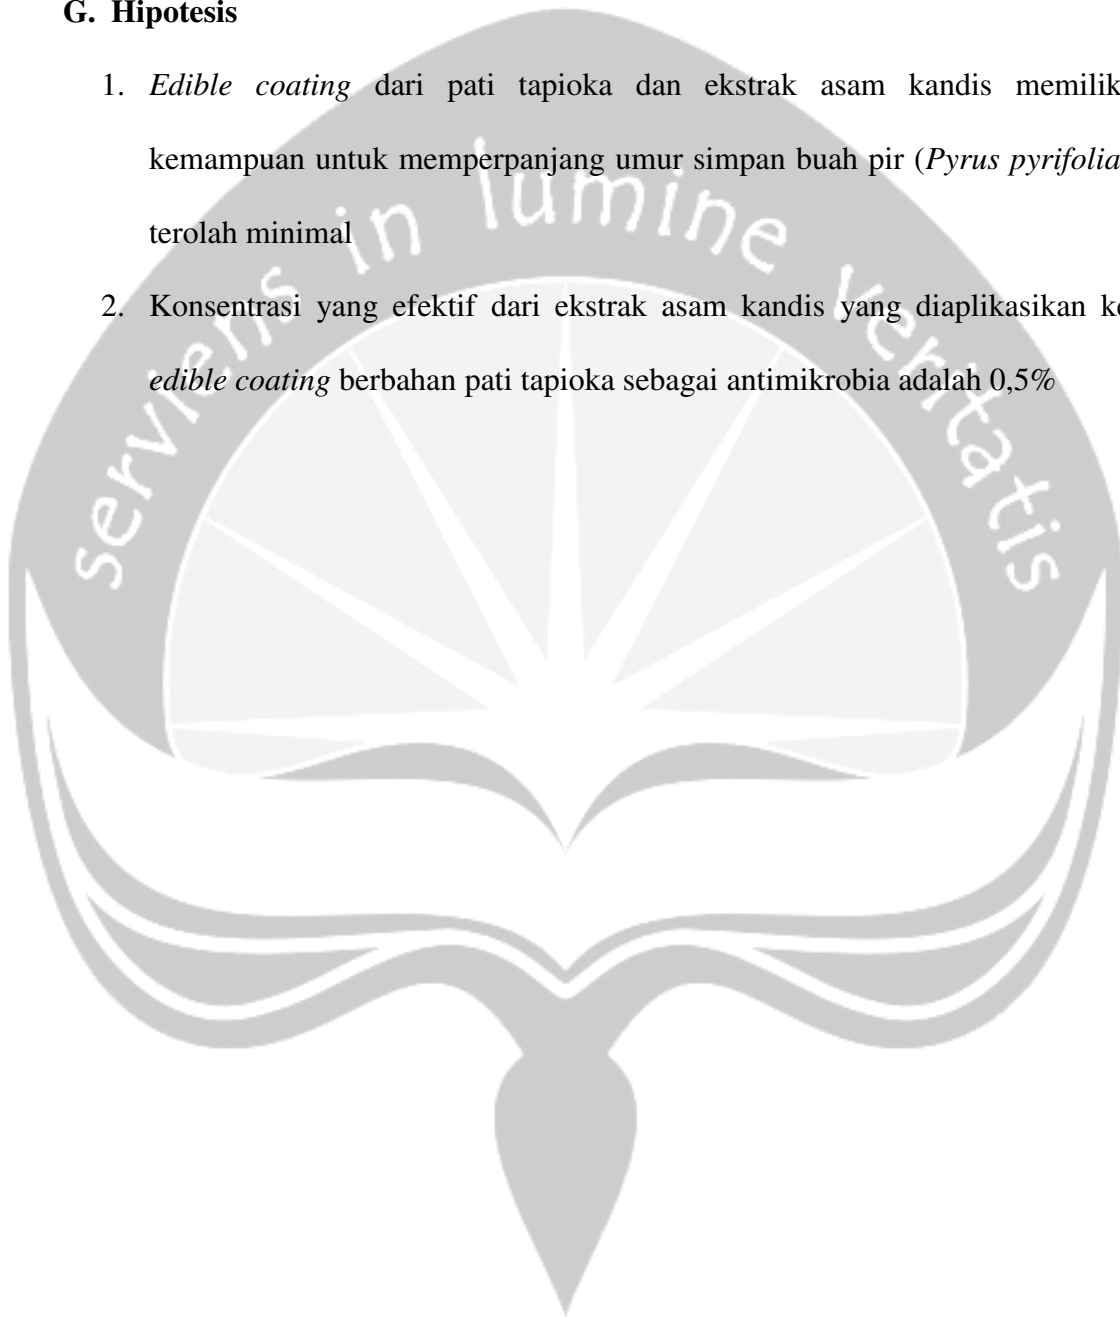 G. Hipotesis
1. Edible coating dari pati tapioka dan ekstrak asam kandis memilik
kemampuan untuk memperpanjang umur simpan buah pir (Pyrus pyrifolia
terolah minimal
2. Konsentrasi yang efektif dari ekstrak asam kandis yang diaplikasikan ke
edible coating berbahan pati tapioka sebagai antimikrobia adalah 0,5%
serviens in lumine veritatis